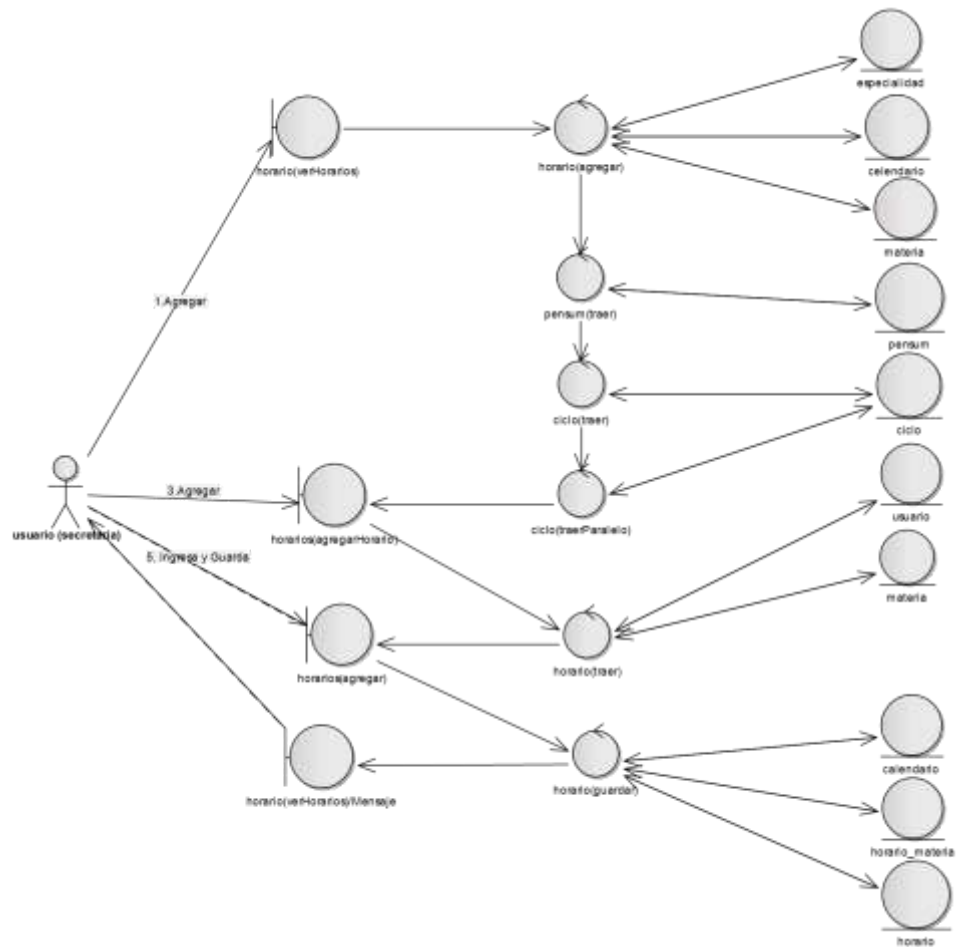 especialidad
horario(verHorarios)
horario(agregar)
celendario
materia
1.Agregar
pensum(traer)
pensum
ciclo(traer)
ciclo
3.Agregar
usuario (secretaria)
horarios(agregarHorario)
ciclo(traerParalelo)
usuario
5, Ingresa y Guarda
materia
horarios(agregar)
horario(traer)
calendario
horario(verHorarios)/Mensaje
horario(guardar)
horario_materia
horario